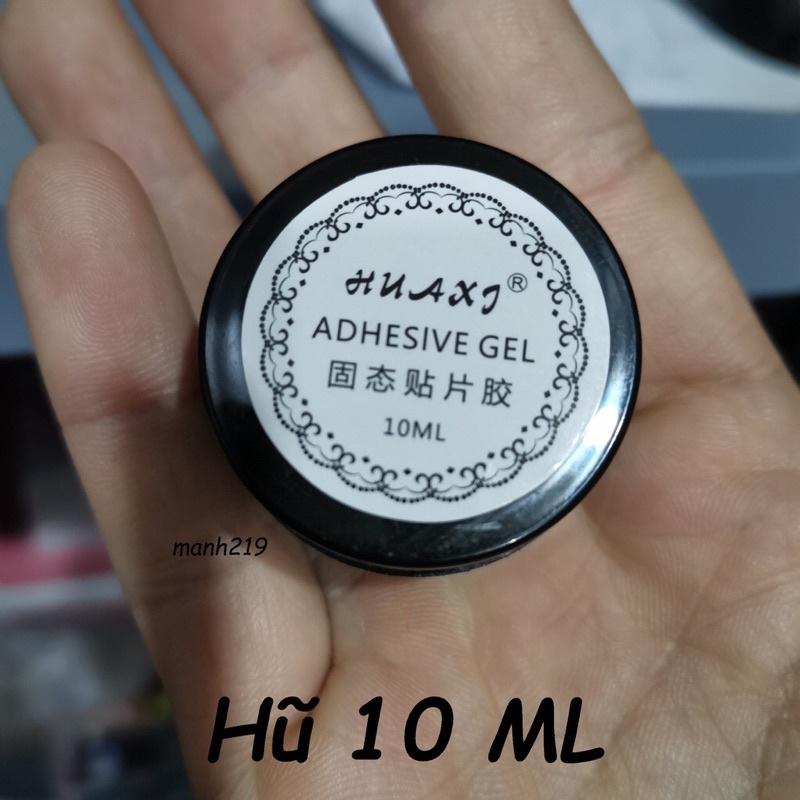 HUAXI®
ADHESIVE GEL
固态贴片胶
10ML
manh219
Hũ 10 ML